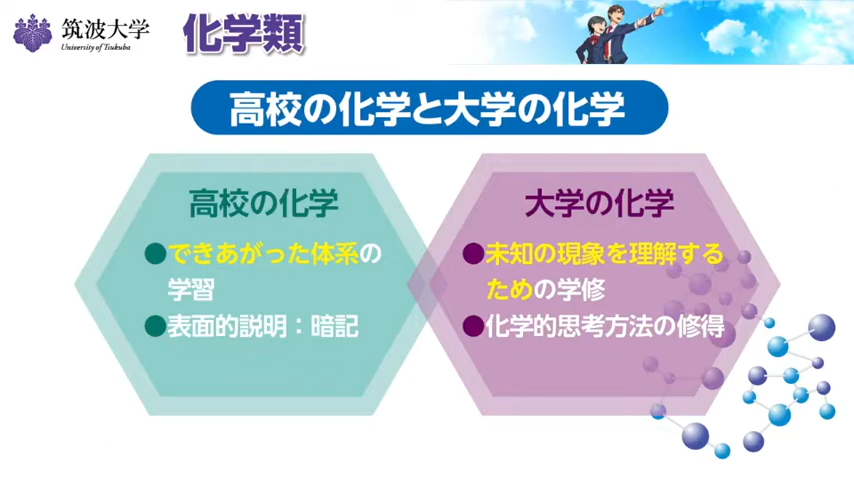 筑波大学
University of Tsukuba
化学類
高校の化学と大学の化学
高校の化学
●できあがった体系の
学習
●表面的説明：暗記
大学の化学
●未知の現象を理解する
ための学修
●化学的思考方法の修得